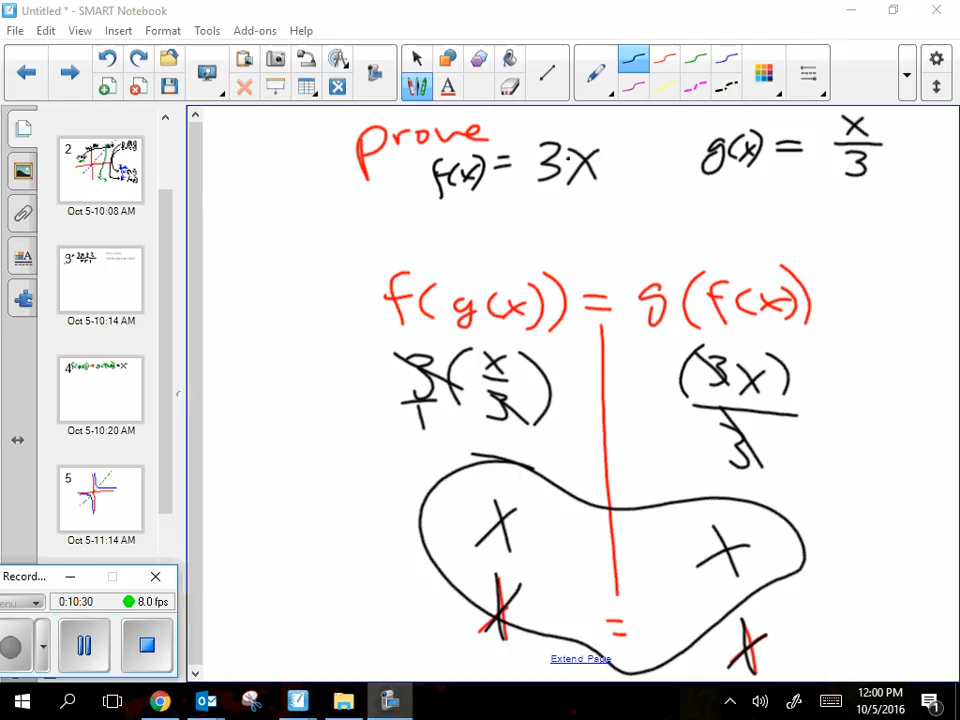 Untitled * - SMART Notebook
File Edit View Insert Format Tools Add-ons Help
prove
f(x) = 3x g(x) = x/3
f(g(x)) = g(f(x))
3/1 (x/3) (3x)/3
x x
x = x
Extend Page
2
Oct 5-10:08 AM
3
Oct 5-10:14 AM
4
Oct 5-10:20 AM
5
Oct 5-11:14 AM
Record...
enu
0:10:30 8.0 fps
12:00 PM
10/5/2016
1